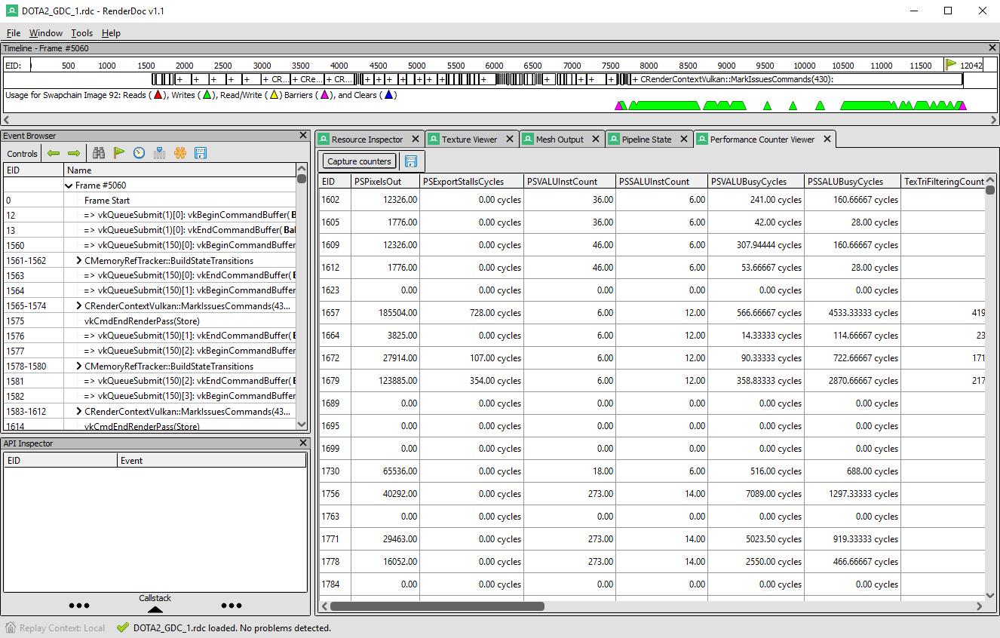 DOTA2_GDC_1.rdc - RenderDoc v1.1
File Window Tools Help
Timeline - Frame #5060
EID: 500 1000 1500 2000 2500 3000 3500 4000 4500 5000 5500 6000 6500 7000 7500 8000 8500 9000 9500 10000 10500 11000 11500 12042
+ + + + + + CR... + CRe... + CR... + + + + + + + + + + + + CRenderContextVulkan::MarkIssuesCommands(430):
Usage for Swapchain Image 92: Reads ( ), Writes ( ), Read/Write ( ) Barriers ( ), and Clears ( )
Event Browser
Controls
EID Name
Frame #5060
0 Frame Start
12 => vkQueueSubmit(1)[0]: vkBeginCommandBuffer( B
13 => vkQueueSubmit(1)[0]: vkEndCommandBuffer( Bal
1560 => vkQueueSubmit(150)[0]: vkBeginCommandBuffer
1561-1562 CMemoryRefTracker::BuildStateTransitions
1563 => vkQueueSubmit(150)[0]: vkEndCommandBuffer( B
1564 => vkQueueSubmit(150)[1]: vkBeginCommandBuffer
1565-1574 CRenderContextVulkan::MarkIssuesCommands(43...
1575 vkCmdEndRenderPass(Store)
1576 => vkQueueSubmit(150)[1]: vkEndCommandBuffer( B
1577 => vkQueueSubmit(150)[2]: vkBeginCommandBuffer
1578-1580 CMemoryRefTracker::BuildStateTransitions
1581 => vkQueueSubmit(150)[2]: vkEndCommandBuffer( B
1582 => vkQueueSubmit(150)[3]: vkBeginCommandBuffer
1583-1612 CRenderContextVulkan::MarkIssuesCommands(43...
1614 vkCmdEndRenderPass(Store)
API Inspector
EID Event
Callstack
Resource Inspector Texture Viewer Mesh Output Pipeline State Performance Counter Viewer
Capture counters
EID PSPixelsOut PSExportStallsCycles PSVALUInstCount PSSALUInstCount PSVALUBusyCycles PSSALUBusyCycles TexTriFilteringCount
1602 12326.00 0.00 cycles 36.00 6.00 241.00 cycles 160.66667 cycles
1605 1776.00 0.00 cycles 36.00 6.00 42.00 cycles 28.00 cycles
1609 12326.00 0.00 cycles 46.00 6.00 307.94444 cycles 160.66667 cycles
1612 1776.00 0.00 cycles 46.00 6.00 53.66667 cycles 28.00 cycles
1623 0.00 0.00 cycles 0.00 0.00 0.00 cycles 0.00 cycles
1657 185504.00 728.00 cycles 6.00 12.00 566.66667 cycles 4533.33333 cycles 419
1664 3825.00 0.00 cycles 6.00 12.00 14.33333 cycles 114.66667 cycles 23
1672 27914.00 107.00 cycles 6.00 12.00 90.33333 cycles 722.66667 cycles 171
1679 123885.00 354.00 cycles 6.00 12.00 358.83333 cycles 2870.66667 cycles 217
1689 0.00 0.00 cycles 0.00 0.00 0.00 cycles 0.00 cycles
1695 0.00 0.00 cycles 0.00 0.00 0.00 cycles 0.00 cycles
1699 0.00 0.00 cycles 0.00 0.00 0.00 cycles 0.00 cycles
1730 65536.00 0.00 cycles 18.00 6.00 516.00 cycles 688.00 cycles
1756 40292.00 0.00 cycles 273.00 14.00 7089.00 cycles 1297.33333 cycles
1763 0.00 0.00 cycles 0.00 0.00 0.00 cycles 0.00 cycles
1771 29463.00 0.00 cycles 273.00 14.00 5023.50 cycles 919.33333 cycles
1778 16052.00 0.00 cycles 273.00 14.00 2550.00 cycles 466.66667 cycles
1784 0.00 0.00 cycles 0.00 0.00 0.00 cycles 0.00 cycles
Replay Context: Local DOTA2_GDC_1.rdc loaded. No problems detected.